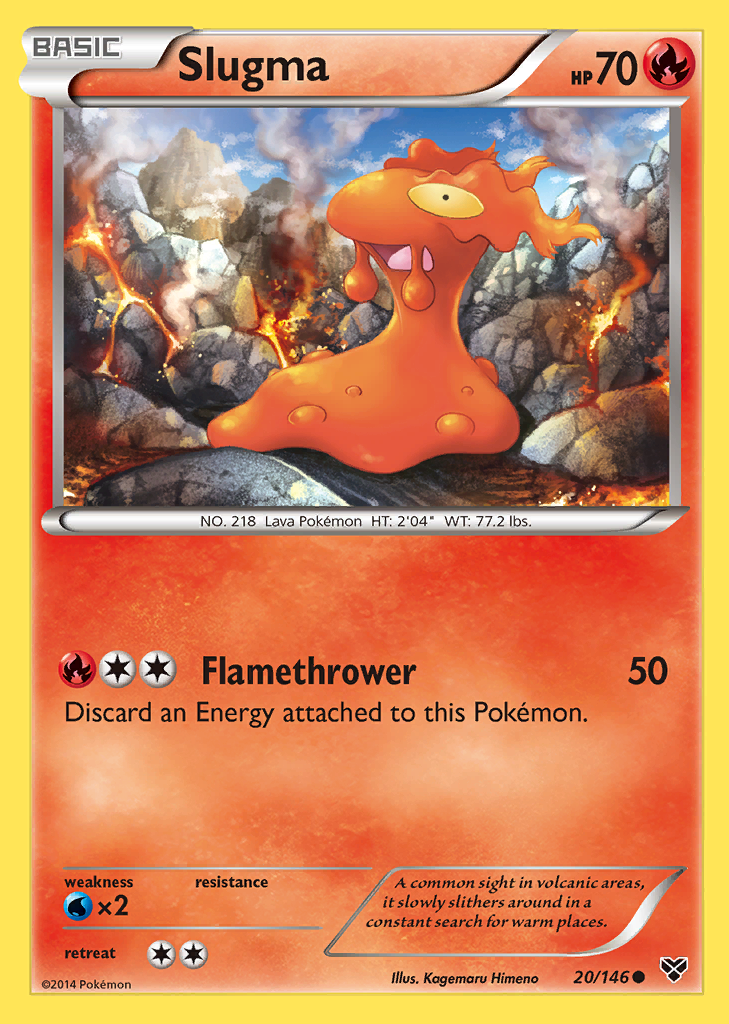 BASIC
Slugma
HP 70
NO. 218 Lava Pokémon HT: 2'04" WT: 77.2 lbs.
Flamethrower 50
Discard an Energy attached to this Pokémon.
weakness resistance
×2
A common sight in volcanic areas,
it slowly slithers around in a
constant search for warm places.
retreat
©2014 Pokémon
Illus. Kagemaru Himeno
20/146